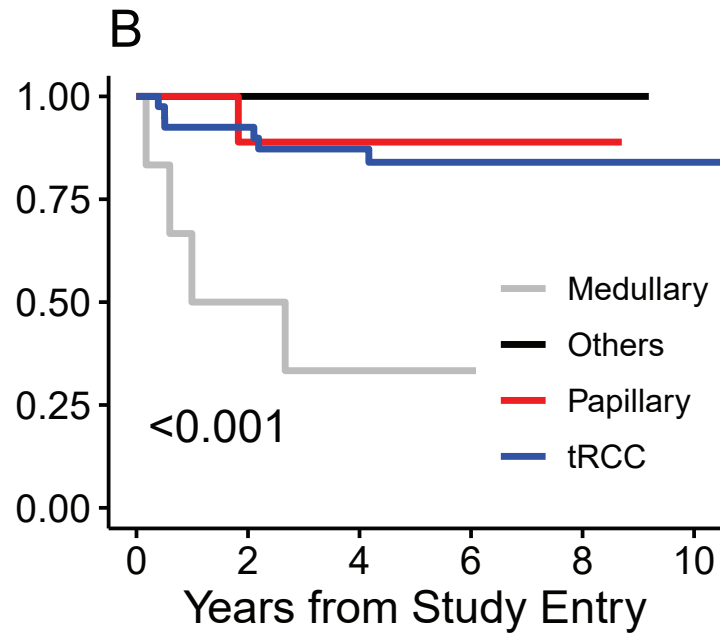 B
1.00
0.75
0.50
0.25
0.00
Medullary
Others
Papillary
tRCC
<0.001
0 2 4 6 8 10
Years from Study Entry